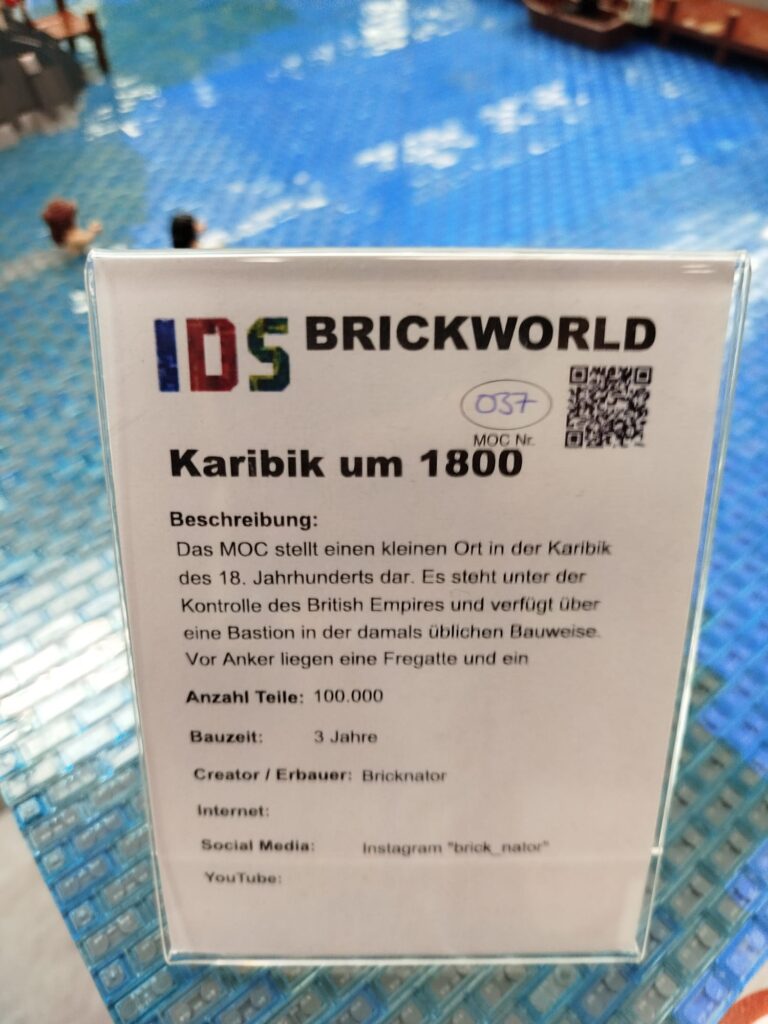 IDS BRICKWORLD
037
MOC Nr.
Karibik um 1800
Beschreibung:
Das MOC stellt einen kleinen Ort in der Karibik
des 18. Jahrhunderts dar. Es steht unter der
Kontrolle des British Empires und verfügt über
eine Bastion in der damals üblichen Bauweise.
Vor Anker liegen eine Fregatte und ein
Anzahl Teile: 100.000
Bauzeit: 3 Jahre
Creator / Erbauer: Bricknator
Internet:
Social Media: Instagram "brick_nator"
YouTube: